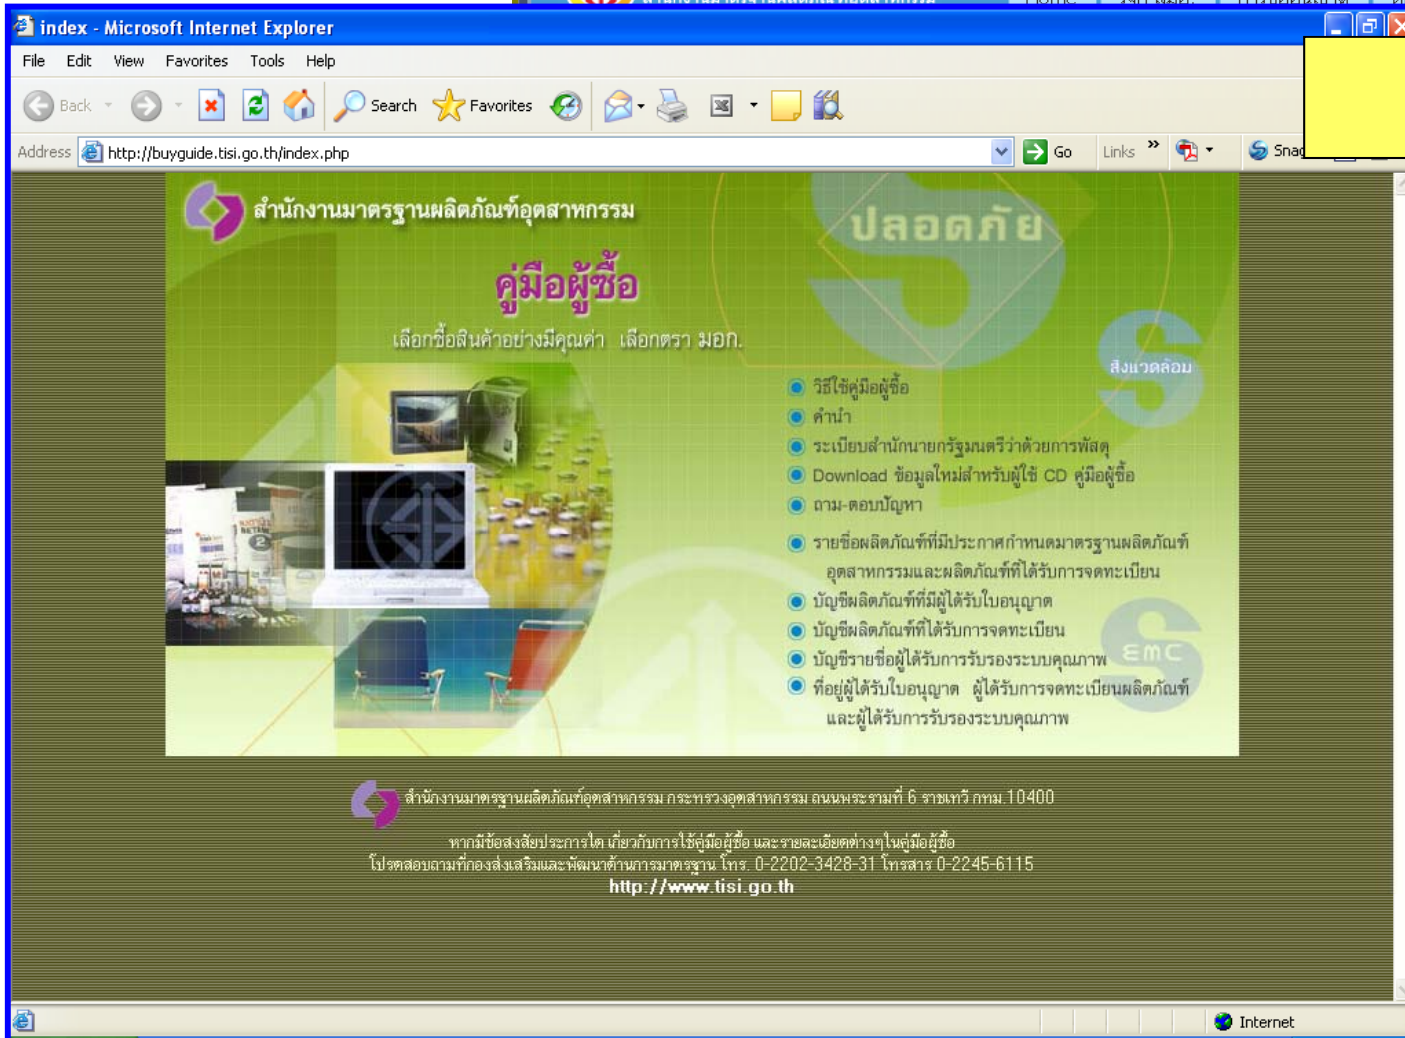 index - Microsoft Internet Explorer
File Edit View Favorites Tools Help
Back Search Favorites
Address http://buyguide.tisi.go.th/index.php Go Links
สำนักงานมาตรฐานผลิตภัณฑ์อุตสาหกรรม
ปลอดภัย
คู่มือผู้ซื้อ
เลือกซื้อสินค้าอย่างมีคุณค่า เลือกตรา มอก.
สิ่งแวดล้อม
วิธีใช้คู่มือผู้ซื้อ
คำนำ
ระเบียบสำนักนายกรัฐมนตรีว่าด้วยการพัสดุ
Download ข้อมูลใหม่สำหรับผู้ใช้ CD คู่มือผู้ซื้อ
ถาม-ตอบปัญหา
รายชื่อผลิตภัณฑ์ที่มีประกาศกำหนดมาตรฐานผลิตภัณฑ์
อุตสาหกรรมและผลิตภัณฑ์ที่ได้รับการจดทะเบียน
บัญชีผลิตภัณฑ์ที่มีผู้ได้รับใบอนุญาต
บัญชีผลิตภัณฑ์ที่ได้รับการจดทะเบียน
บัญชีรายชื่อผู้ได้รับการรับรองระบบคุณภาพ
EMC
ที่อยู่ผู้ได้รับใบอนุญาต ผู้ได้รับการจดทะเบียนผลิตภัณฑ์
และผู้ได้รับการรับรองระบบคุณภาพ
สำนักงานมาตรฐานผลิตภัณฑ์อุตสาหกรรม กระทรวงอุตสาหกรรม ถนนพระรามที่ 6 ราชเทวี กทม.10400
หากมีข้อสงสัยประการใด เกี่ยวกับการใช้คู่มือผู้ซื้อ และรายละเอียดต่างๆในคู่มือผู้ซื้อ
โปรดสอบถามที่กองส่งเสริมและพัฒนาด้านการมาตรฐาน โทร. 0-2202-3428-31 โทรสาร 0-2245-6115
http://www.tisi.go.th
Internet